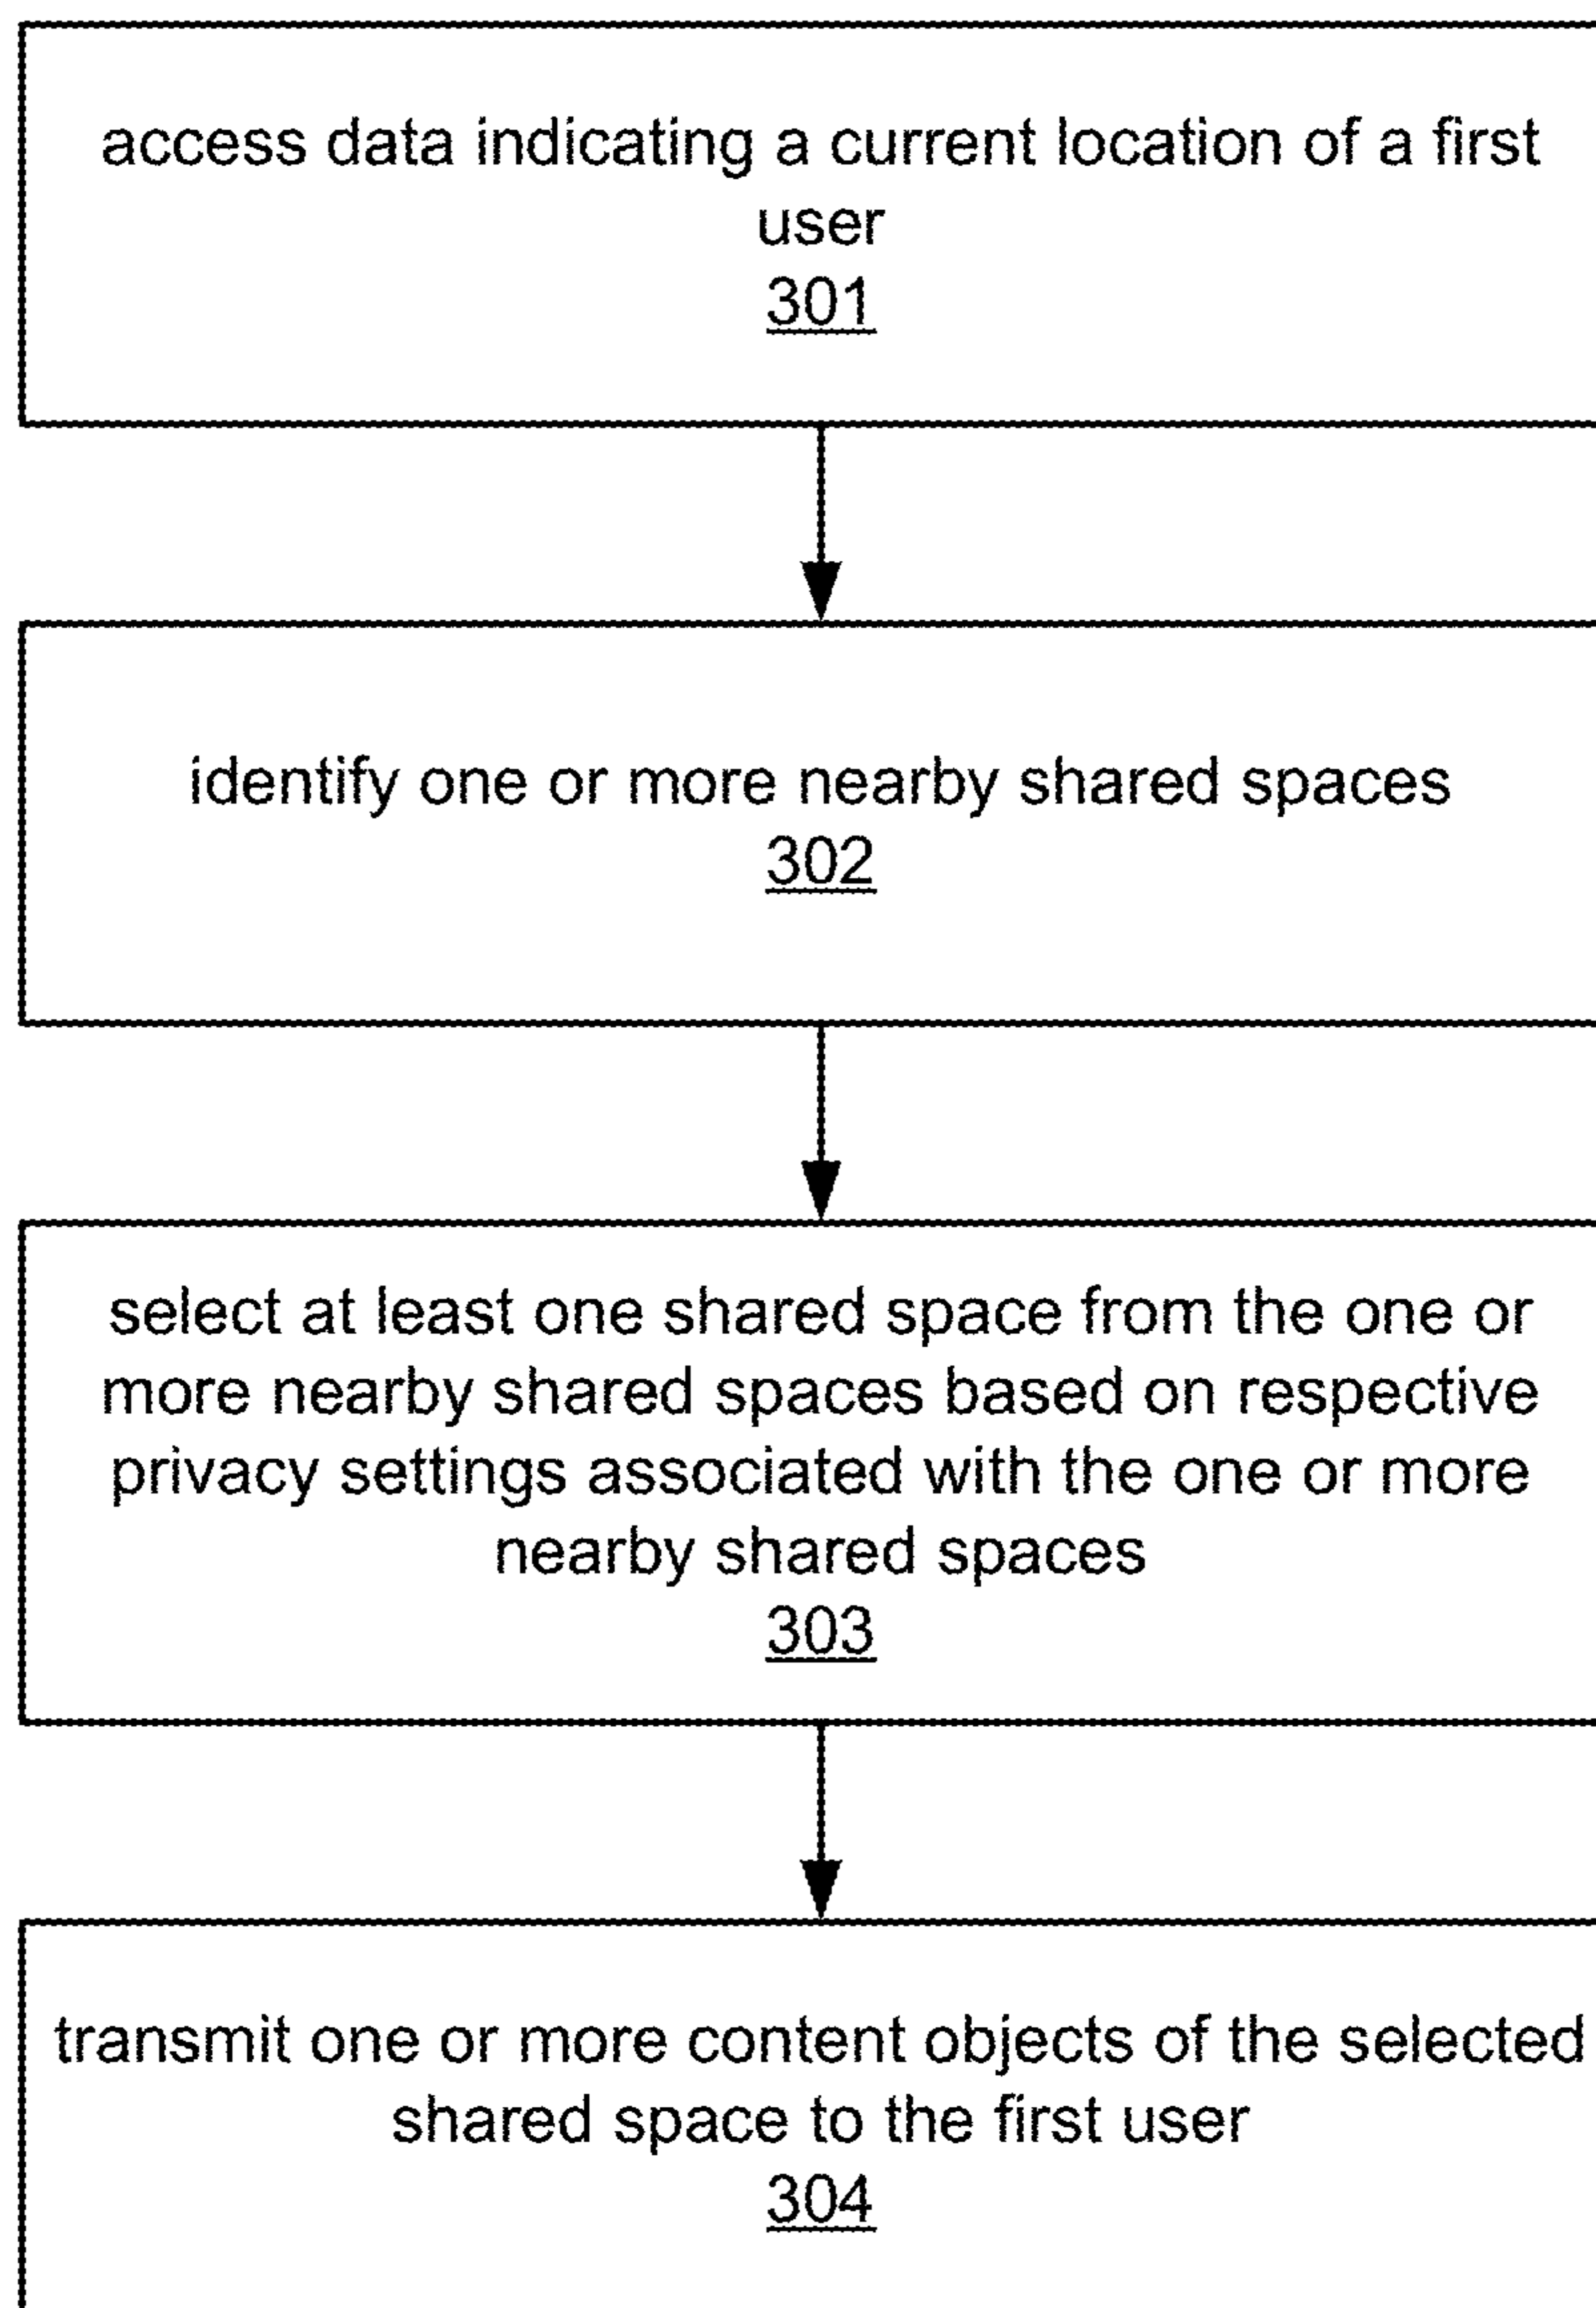 access data indicating a current location of a first
user
301
identify one or more nearby shared spaces
302
select at least one shared space from the one or
more nearby shared spaces based on respective
privacy settings associated with the one or more
nearby shared spaces
303
transmit one or more content objects of the selected
shared space to the first user
304